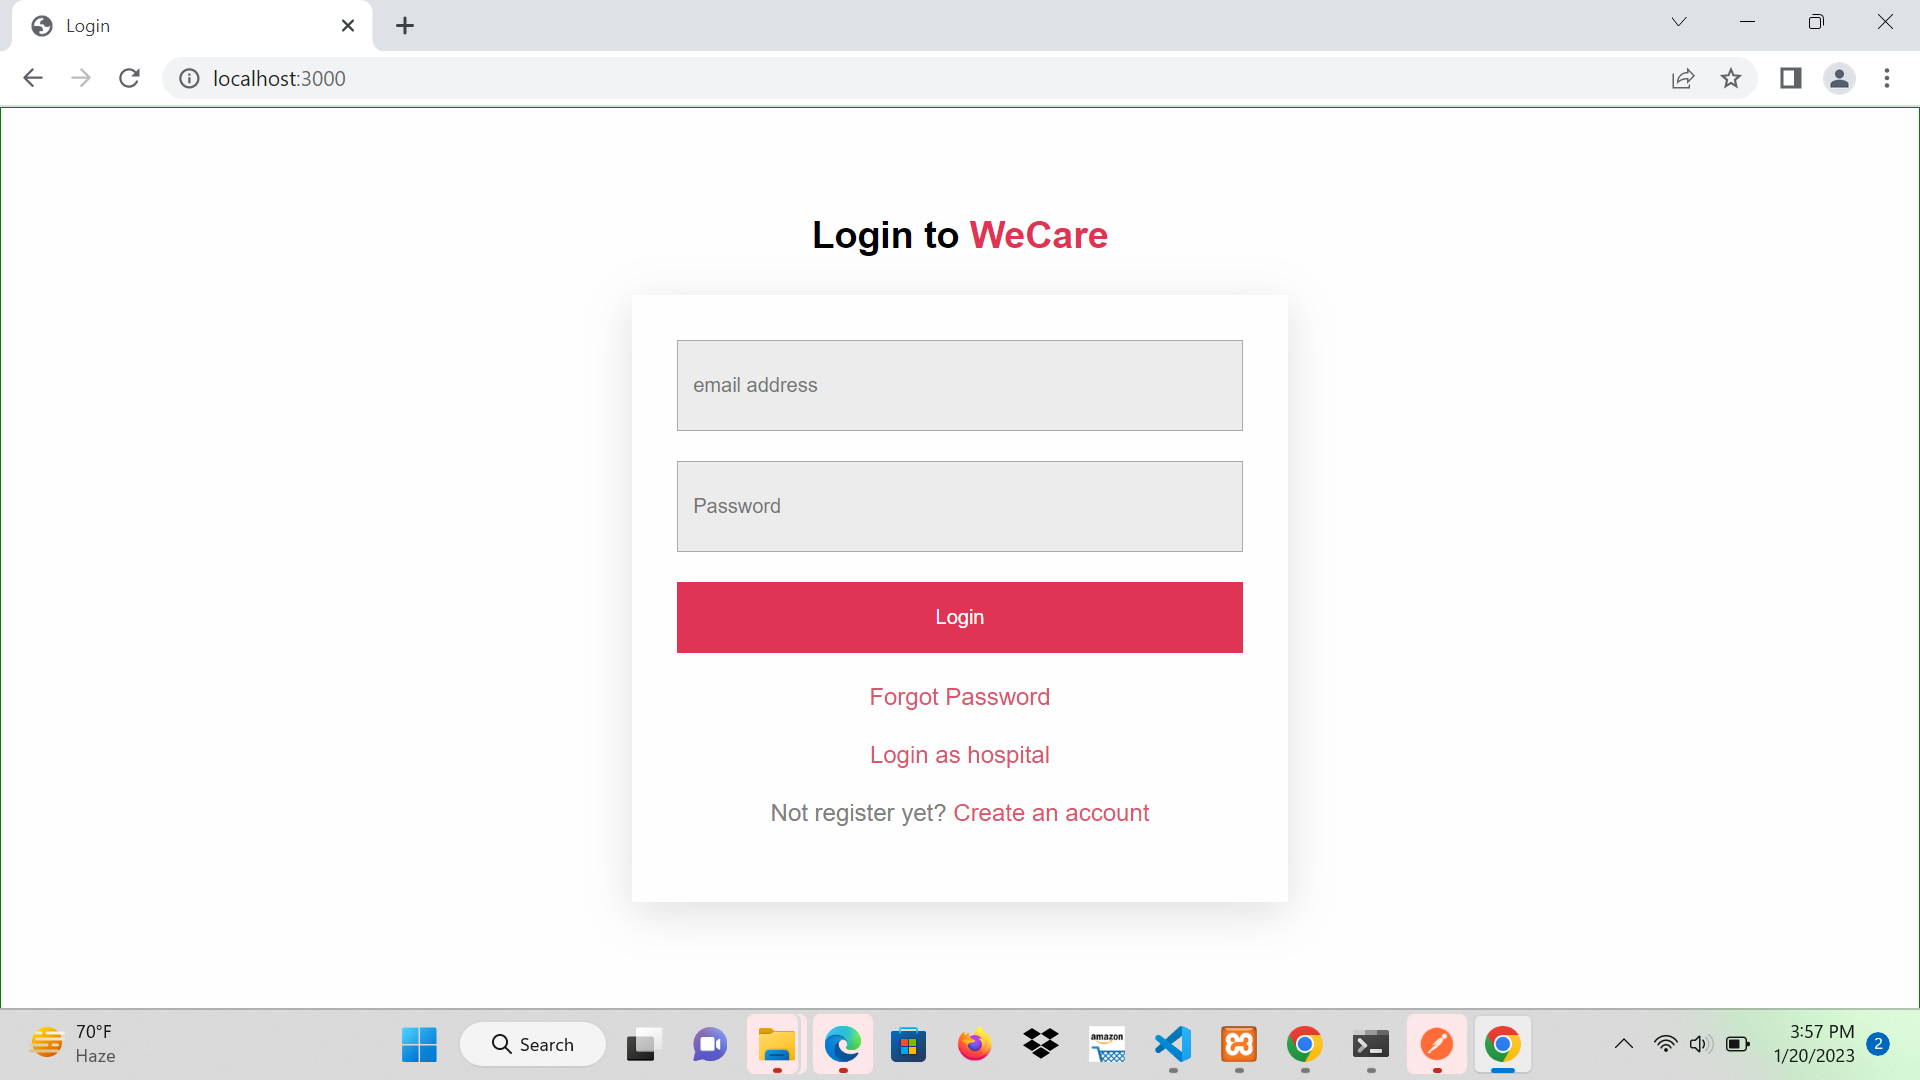 Login
localhost:3000
Login to WeCare
email address
Password
Login
Forgot Password
Login as hospital
Not register yet? Create an account
70°F
Haze
Search
amazon
3:57 PM
1/20/2023
2